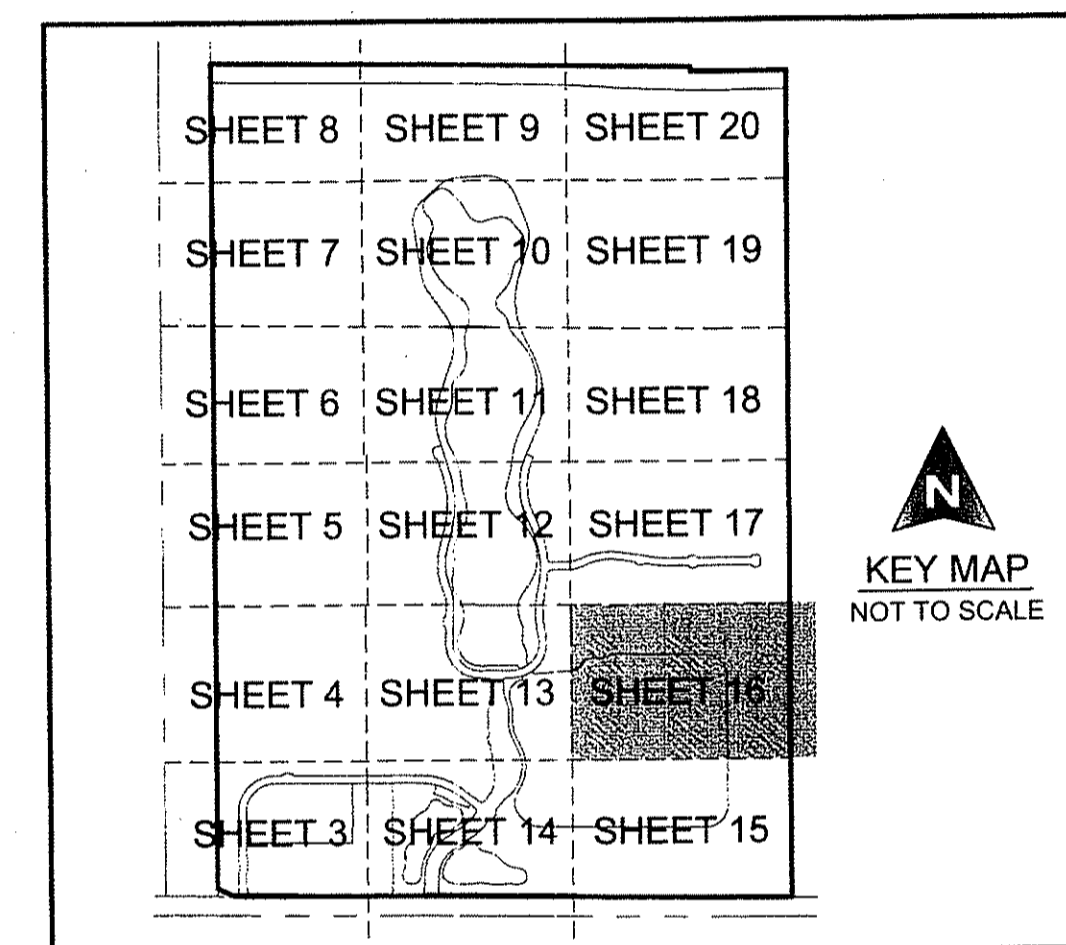 SHEET 8 SHEET 9 SHEET 20
SHEET 7 SHEET 10 SHEET 19
SHEET 6 SHEET 11 SHEET 18
SHEET 5 SHEET 12 SHEET 17
SHEET 4 SHEET 13 SHEET 16
SHEET 3 SHEET 14 SHEET 15
N
KEY MAP
NOT TO SCALE